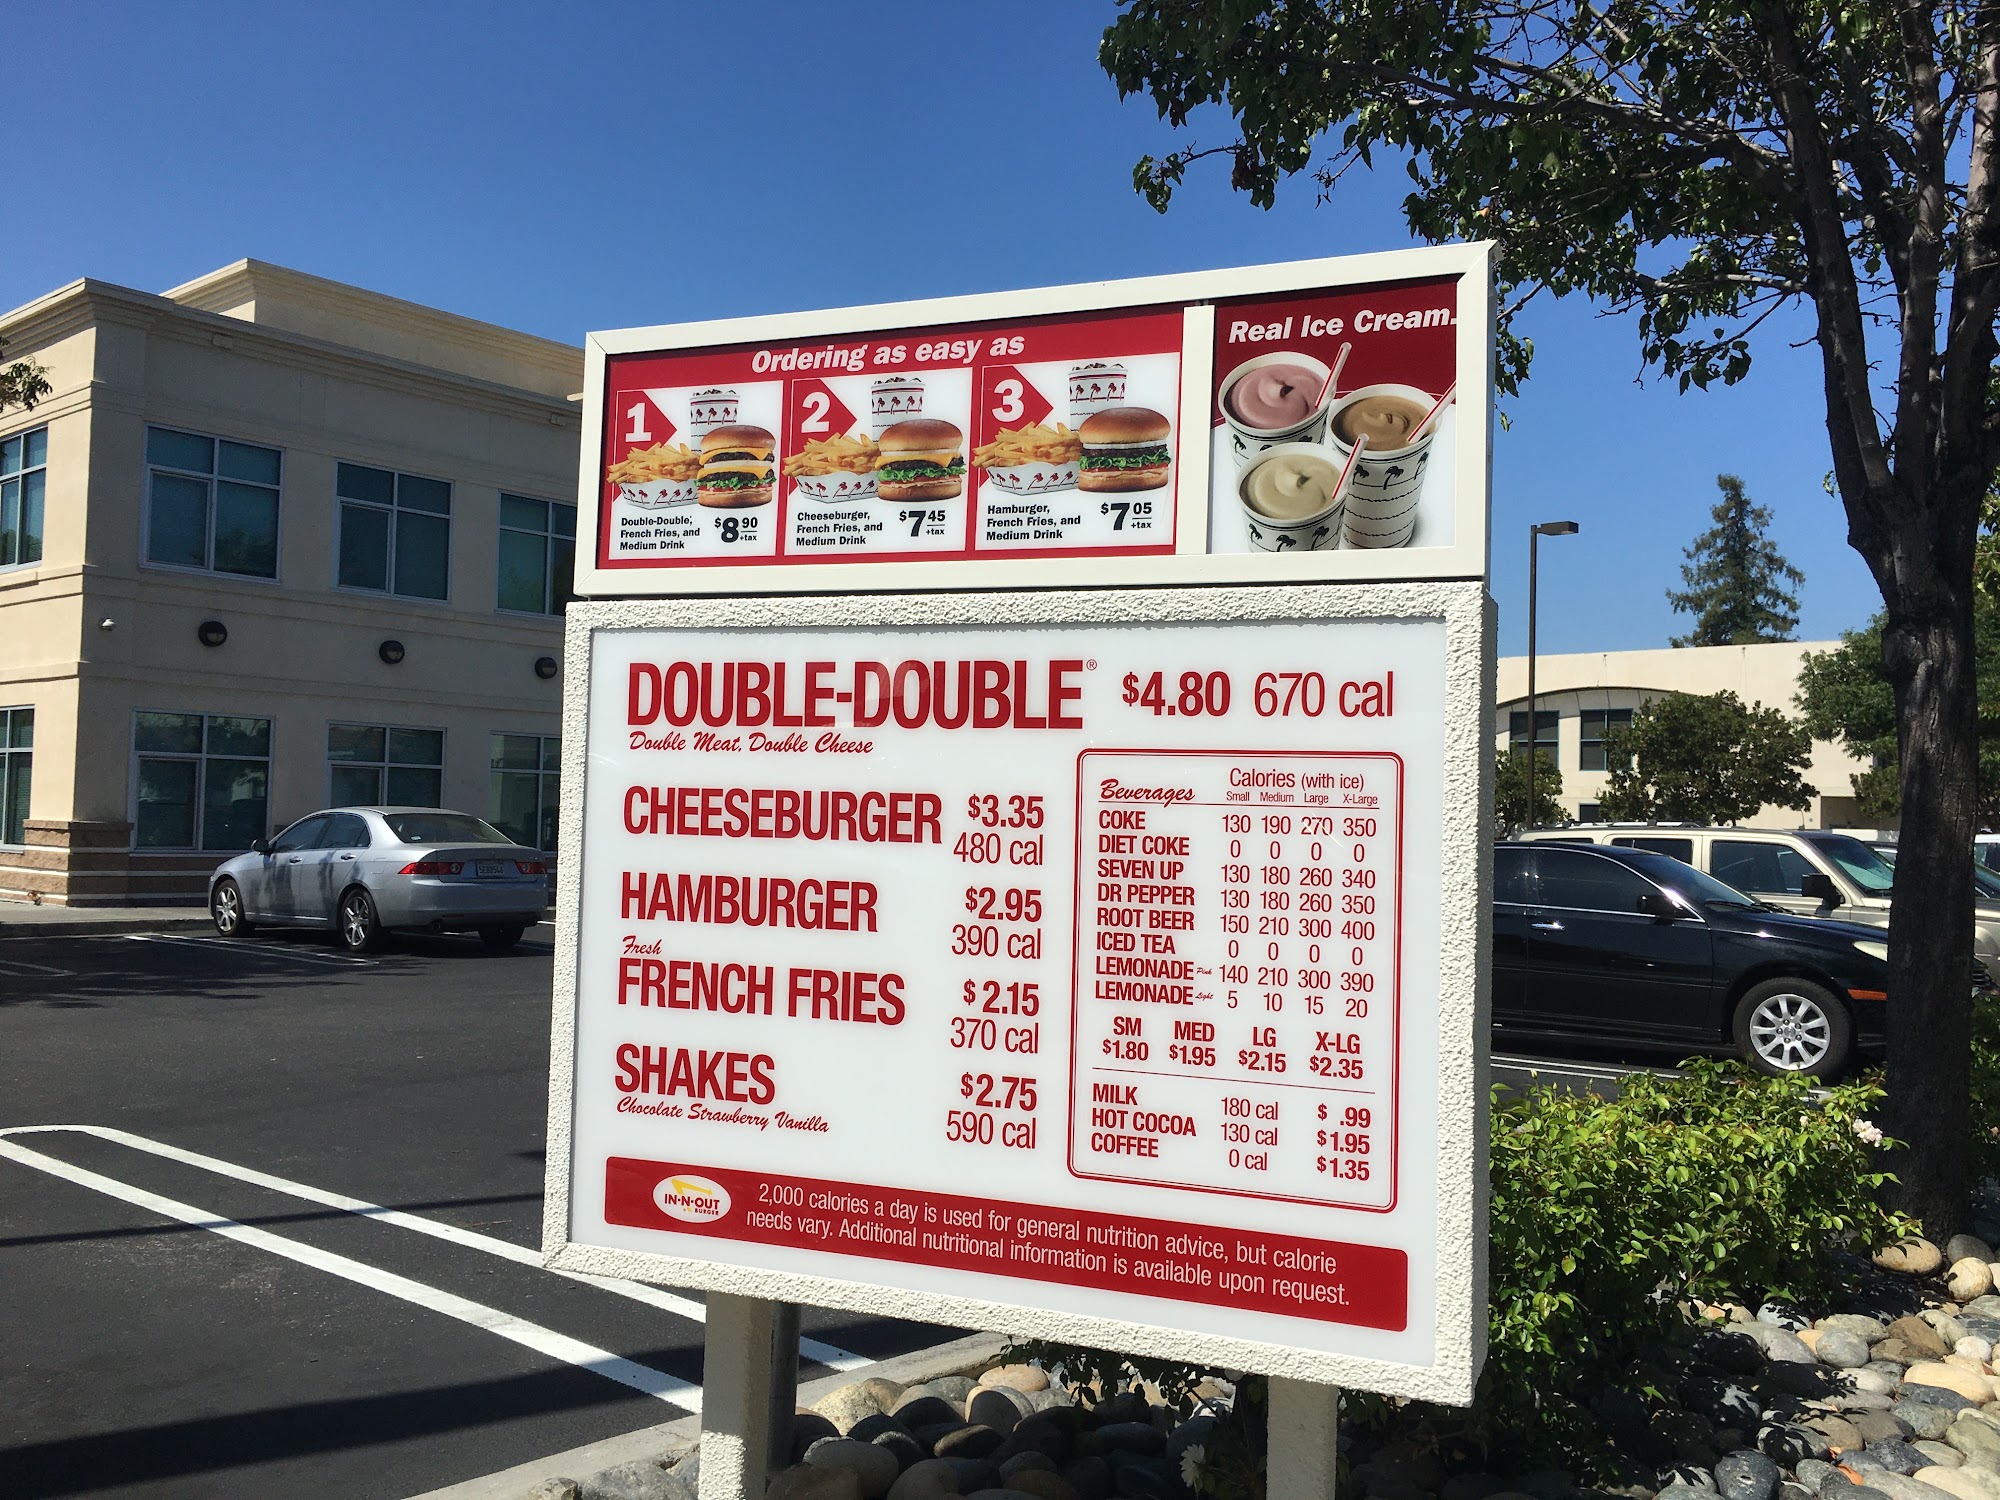 Ordering as easy as
1
Double-Double,
French Fries, and
Medium Drink
$8 90
+tax
2
Cheeseburger,
French Fries, and
Medium Drink
$7 45
+tax
3
Hamburger,
French Fries, and
Medium Drink
$7 05
+tax
Real Ice Cream.
DOUBLE-DOUBLE® $4.80 670 cal
Double Meat, Double Cheese
CHEESEBURGER $3.35
480 cal
HAMBURGER $2.95
390 cal
Fresh
FRENCH FRIES $2.15
370 cal
SHAKES $2.75
Chocolate Strawberry Vanilla
590 cal
Beverages Calories (with ice)
Small Medium Large X-Large
COKE 130 190 270 350
DIET COKE 0 0 0 0
SEVEN UP 130 180 260 340
DR PEPPER 130 180 260 350
ROOT BEER 150 210 300 400
ICED TEA 0 0 0 0
LEMONADE Pink 140 210 300 390
LEMONADE Light 5 10 15 20
SM MED LG X-LG
$1.80 $1.95 $2.15 $2.35
MILK 180 cal $ .99
HOT COCOA 130 cal $1.95
COFFEE 0 cal $1.35
IN-N-OUT
BURGER
2,000 calories a day is used for general nutrition advice, but calorie
needs vary. Additional nutritional information is available upon request.